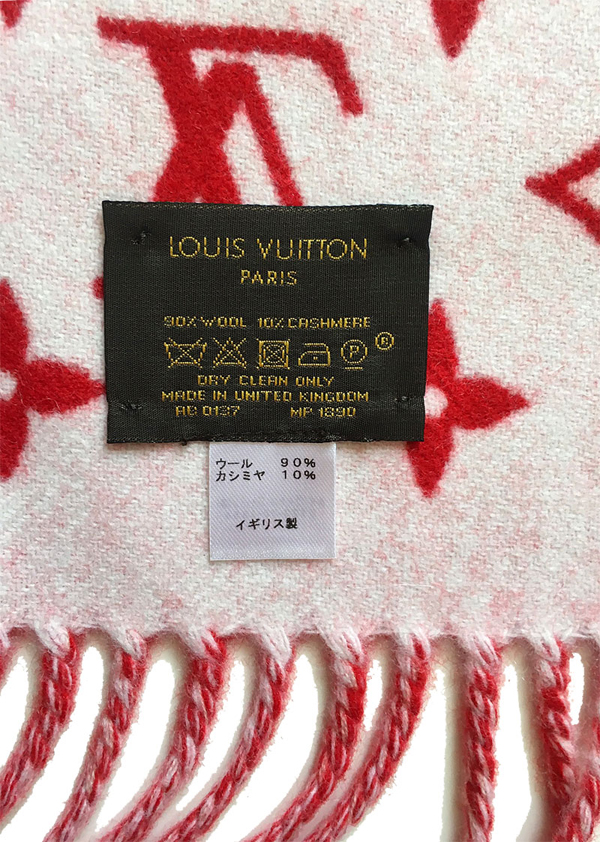 LOUIS VUITTON
PARIS
90% WOOL 10% CASHMERE
P R
DRY CLEAN ONLY
MADE IN UNITED KINGDOM
AB 0137 MP 1890
ウール 90%
カシミヤ 10%
イギリス製